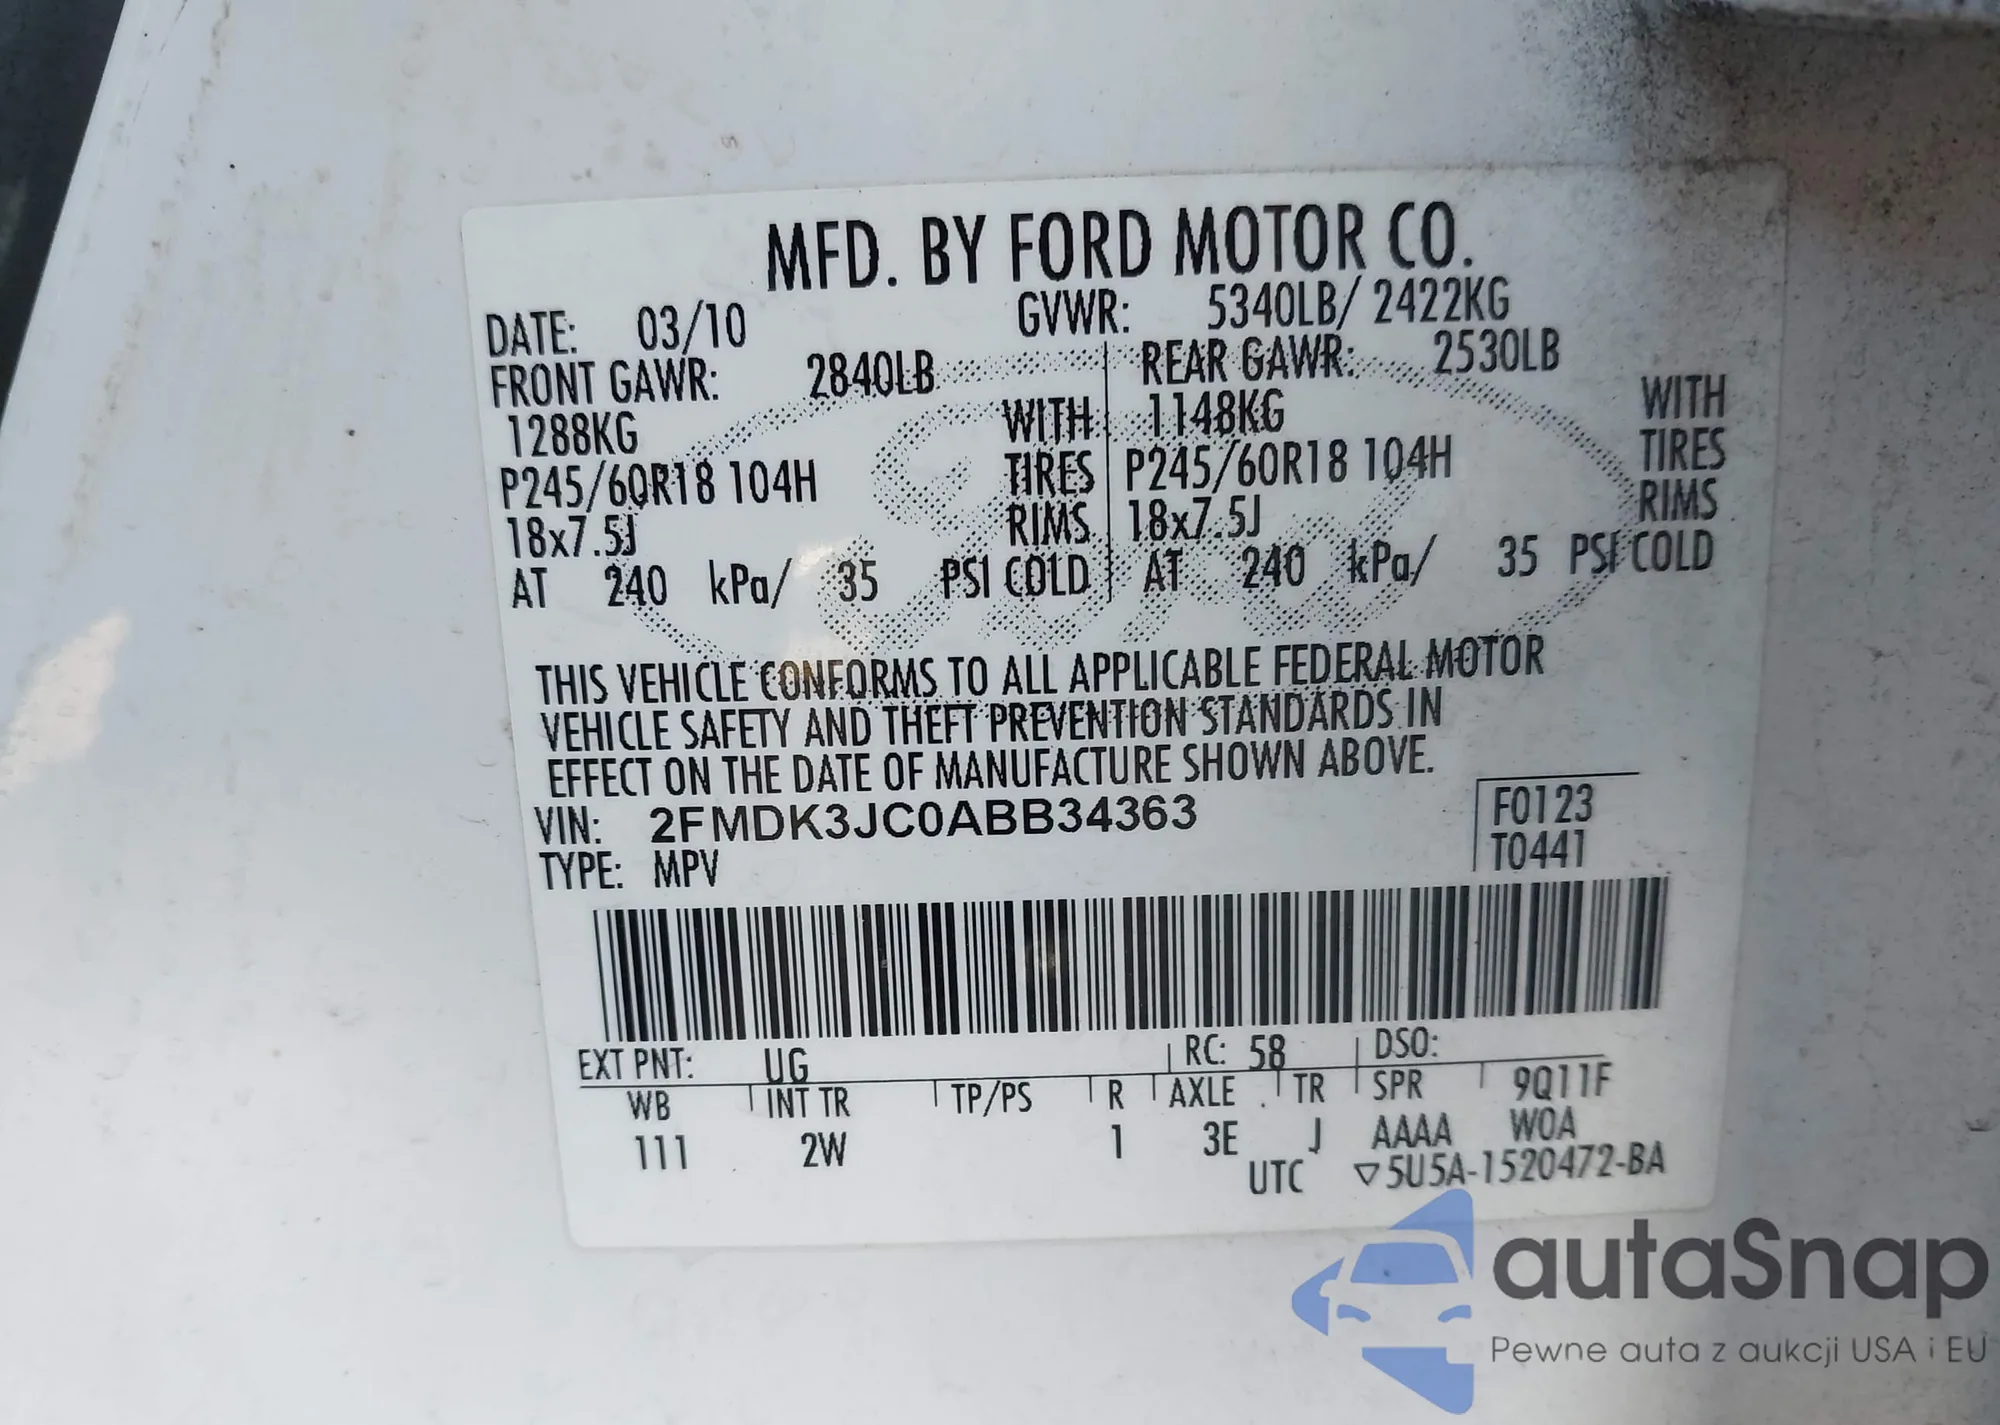 MFD. BY FORD MOTOR CO.
DATE: 03/10 GVWR: 5340LB/ 2422KG
FRONT GAWR: 2840LB REAR GAWR: 2530LB
1288KG WITH 1148KG WITH
P245/60R18 104H TIRES P245/60R18 104H TIRES
18x7.5J RIMS 18x7.5J RIMS
AT 240 kPa/ 35 PSI COLD AT 240 kPa/ 35 PSI COLD
THIS VEHICLE CONFORMS TO ALL APPLICABLE FEDERAL MOTOR
VEHICLE SAFETY AND THEFT PREVENTION STANDARDS IN
EFFECT ON THE DATE OF MANUFACTURE SHOWN ABOVE.
VIN: 2FMDK3JC0ABB34363 F0123
TYPE: MPV T0441
EXT PNT: UG RC: 58 DSO:
WB INT TR TP/PS R AXLE TR SPR 9Q11F
111 2W 1 3E J AAAA WOA
UTC ▽5U5A-1520472-BA
autaSnap
Pewne auta z aukcji USA i EU